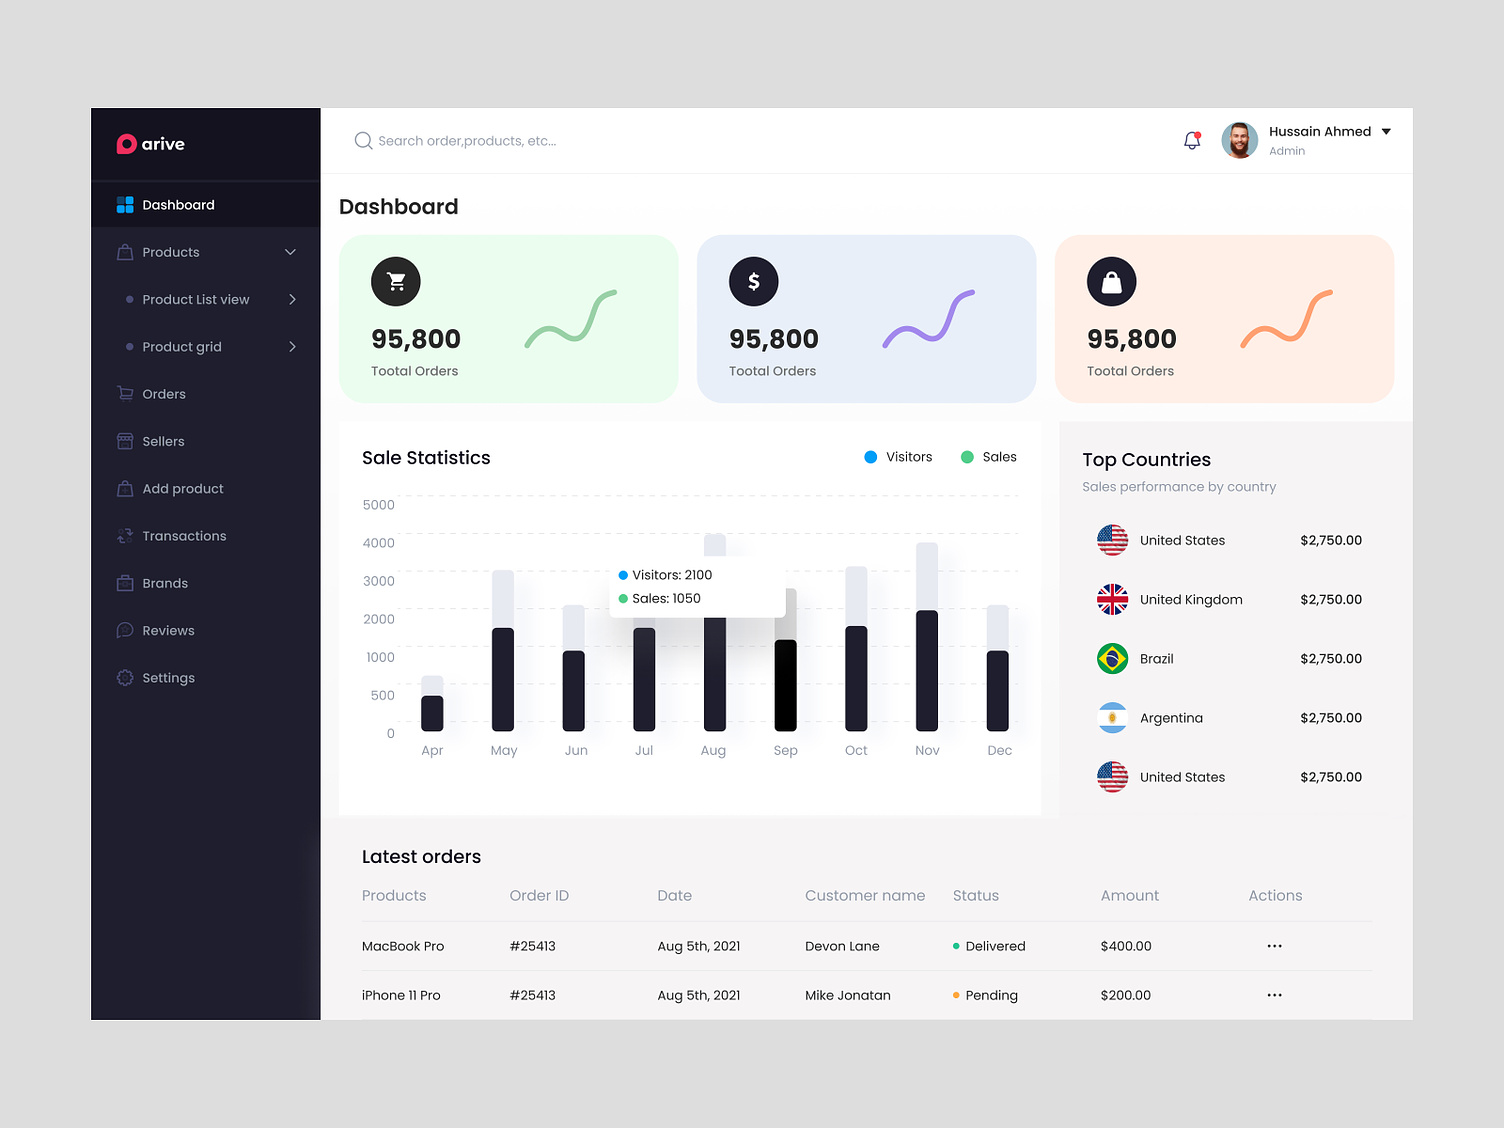 arive
Search order,products, etc...
Hussain Ahmed
Admin
Dashboard
Products
Product List view
Product grid
Orders
Sellers
Add product
Transactions
Brands
Reviews
Settings
Dashboard
$
95,800
Tootal Orders
95,800
Tootal Orders
95,800
Tootal Orders
Sale Statistics
Visitors
Sales
5000
4000
3000
2000
1000
500
0
Visitors: 2100
Sales: 1050
Apr May Jun Jul Aug Sep Oct Nov Dec
Top Countries
Sales performance by country
United States $2,750.00
United Kingdom $2,750.00
Brazil $2,750.00
Argentina $2,750.00
United States $2,750.00
Latest orders
Products Order ID Date Customer name Status Amount Actions
MacBook Pro #25413 Aug 5th, 2021 Devon Lane Delivered $400.00 ...
iPhone 11 Pro #25413 Aug 5th, 2021 Mike Jonatan Pending $200.00 ...